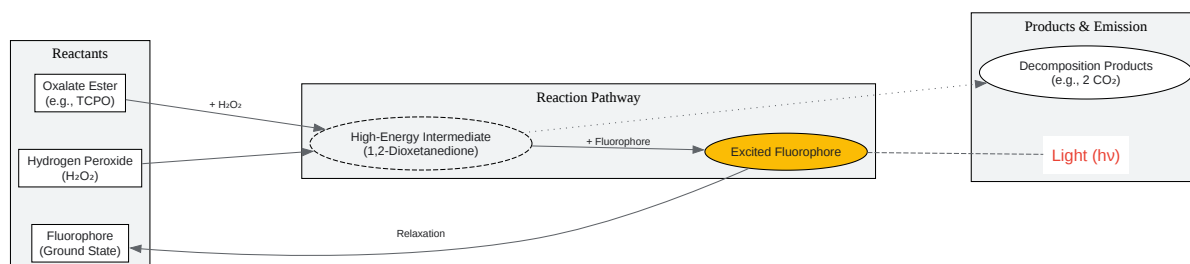 Reactants
Oxalate Ester
(e.g., TCPO)
+ H₂O₂
Hydrogen Peroxide
(H₂O₂)
Fluorophore
(Ground State)
Reaction Pathway
High-Energy Intermediate
(1,2-Dioxetanedione)
+ Fluorophore
Excited Fluorophore
Relaxation
Products & Emission
Decomposition Products
(e.g., 2 CO₂)
Light (hν)